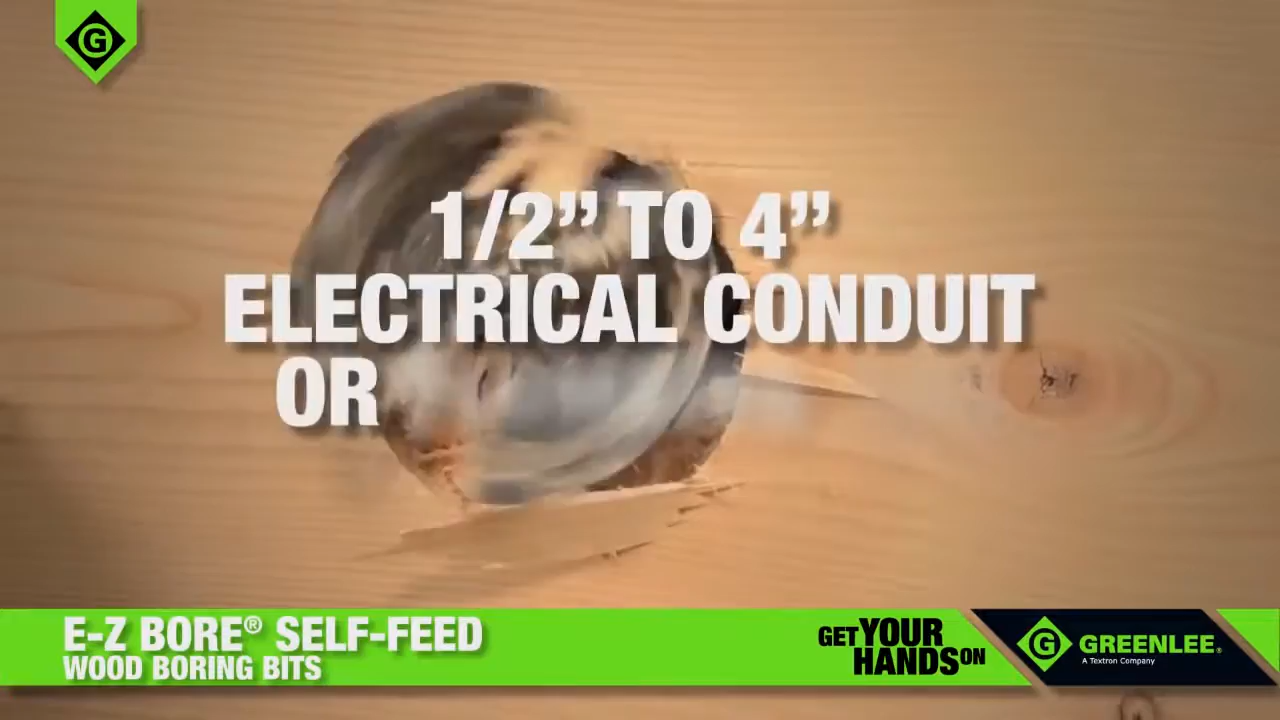 G
1/2” TO 4”
ELECTRICAL CONDUIT
OR
E-Z BORE® SELF-FEED
WOOD BORING BITS
GET YOUR
HANDS ON
G GREENLEE®
A Textron Company